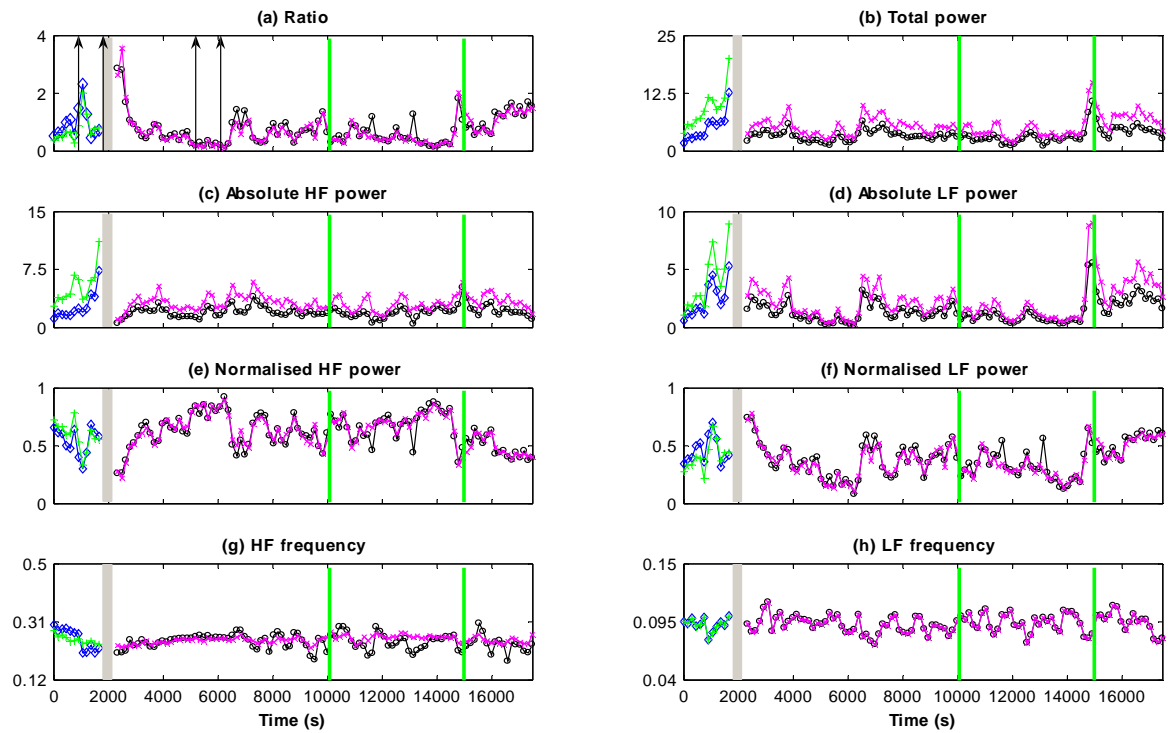 (a) Ratio
4
2
0
(b) Total power
25
12.5
0
(c) Absolute HF power
15
7.5
0
(d) Absolute LF power
10
5
0
(e) Normalised HF power
1
0.5
0
(f) Normalised LF power
1
0.5
0
(g) HF frequency
0.5
0.31
0.12
0 2000 4000 6000 8000 10000 12000 14000 16000
Time (s)
(h) LF frequency
0.15
0.095
0.04
0 2000 4000 6000 8000 10000 12000 14000 16000
Time (s)